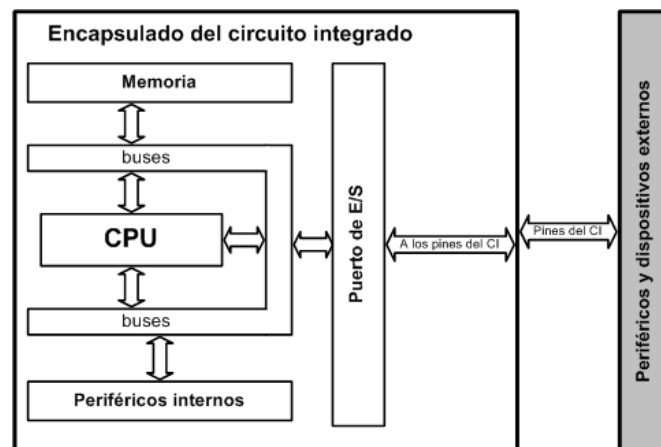 Encapsulado del circuito integrado
Memoria
buses
CPU
buses
Periféricos internos
Puerto de E/S
A los pines del CI
Pines del CI
Periféricos y dispositivos externos